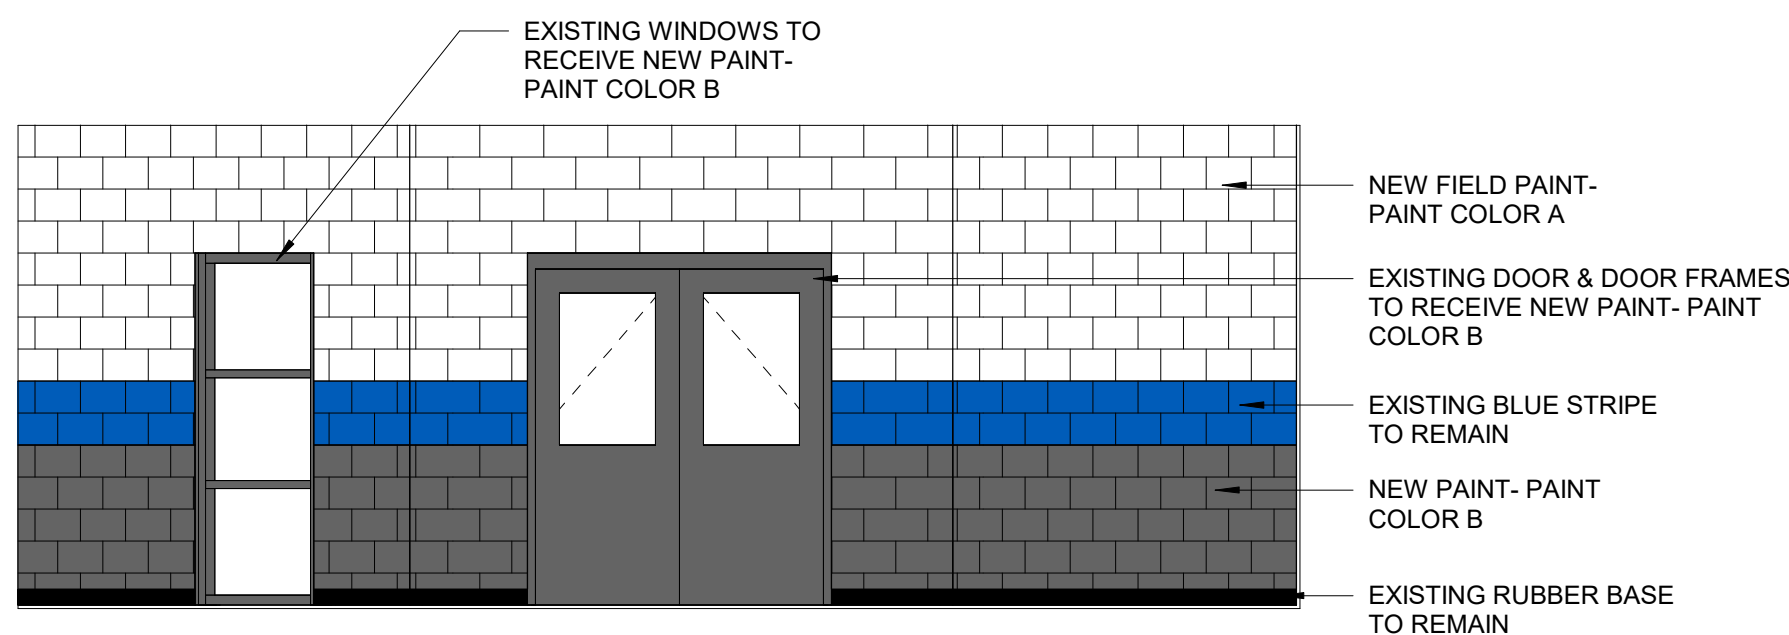 EXISTING WINDOWS TO
RECEIVE NEW PAINT-
PAINT COLOR B
NEW FIELD PAINT-
PAINT COLOR A
EXISTING DOOR & DOOR FRAMES
TO RECEIVE NEW PAINT- PAINT
COLOR B
EXISTING BLUE STRIPE
TO REMAIN
NEW PAINT- PAINT
COLOR B
EXISTING RUBBER BASE
TO REMAIN